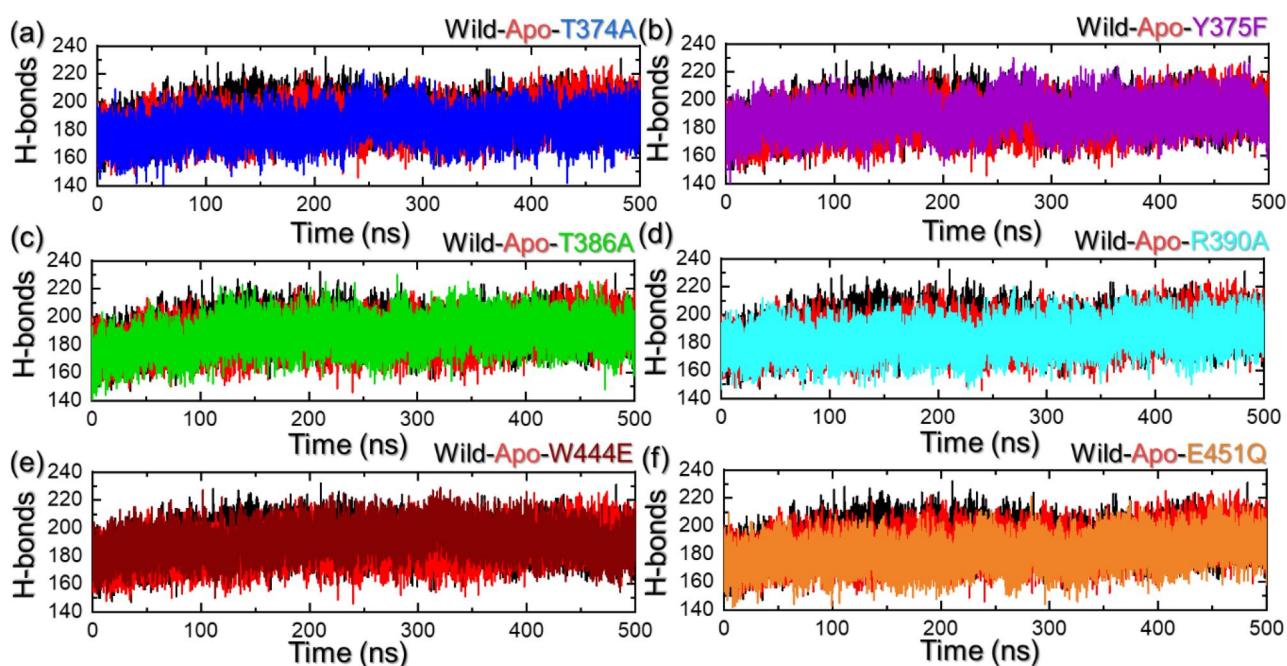 (a) Wild-Apo-T374A
H-bonds
240
220
200
180
160
140
0 100 200 300 400 500
Time (ns)
(b) Wild-Apo-Y375F
H-bonds
240
220
200
180
160
140
0 100 200 300 400 500
Time (ns)
(c) Wild-Apo-T386A
H-bonds
240
220
200
180
160
140
0 100 200 300 400 500
Time (ns)
(d) Wild-Apo-R390A
H-bonds
240
220
200
180
160
140
0 100 200 300 400 500
Time (ns)
(e) Wild-Apo-W444E
H-bonds
240
220
200
180
160
140
0 100 200 300 400 500
Time (ns)
(f) Wild-Apo-E451Q
H-bonds
240
220
200
180
160
140
0 100 200 300 400 500
Time (ns)